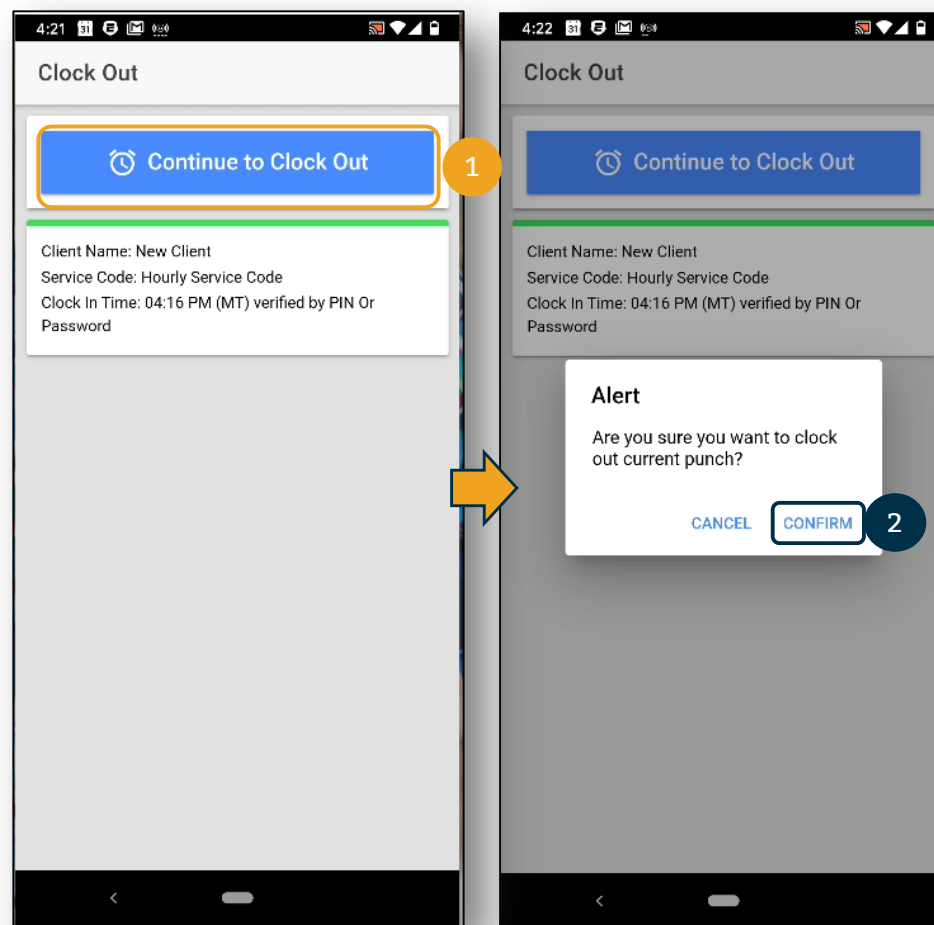 4:21 31
Clock Out
Continue to Clock Out
1
Client Name: New Client
Service Code: Hourly Service Code
Clock In Time: 04:16 PM (MT) verified by PIN Or
Password
4:22 31
Clock Out
Continue to Clock Out
Client Name: New Client
Service Code: Hourly Service Code
Clock In Time: 04:16 PM (MT) verified by PIN Or
Password
Alert
Are you sure you want to clock
out current punch?
CANCEL CONFIRM
2